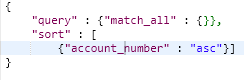 {
    "query" : {"match_all" : {}},
    "sort" : [
        {"account_number" : "asc"}]
}